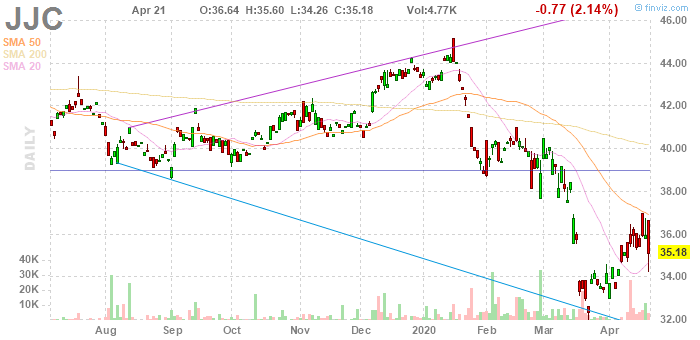 JJC Apr 21 O:36.64 H:35.60 L:34.26 C:35.18 Vol:4.77K -0.77 (2.14%) © finviz.com
SMA 50
SMA 200
SMA 20
DAILY
46.00
44.00
42.00
40.00
38.00
36.00
35.18
34.00
32.00
40K
30K
20K
10K
Aug Sep Oct Nov Dec 2020 Feb Mar Apr